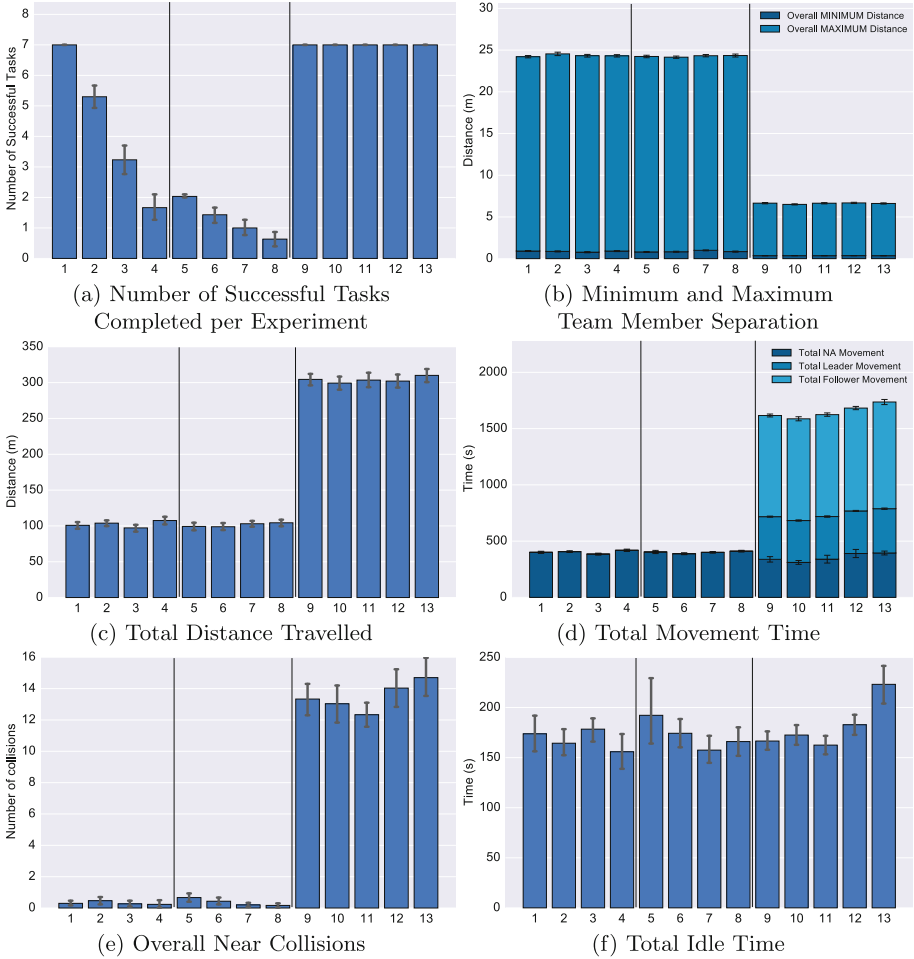 8
7
6
5
4
3
2
1
0
Number of Successful Tasks
1 2 3 4 5 6 7 8 9 10 11 12 13
(a) Number of Successful Tasks
Completed per Experiment
Overall MINIMUM Distance
Overall MAXIMUM Distance
30
25
20
15
10
5
0
Distance (m)
1 2 3 4 5 6 7 8 9 10 11 12 13
(b) Minimum and Maximum
Team Member Separation
350
300
250
200
150
100
50
0
Distance (m)
1 2 3 4 5 6 7 8 9 10 11 12 13
(c) Total Distance Travelled
Total NA Movement
Total Leader Movement
Total Follower Movement
2000
1500
1000
500
0
Time (s)
1 2 3 4 5 6 7 8 9 10 11 12 13
(d) Total Movement Time
16
14
12
10
8
6
4
2
0
Number of collisions
1 2 3 4 5 6 7 8 9 10 11 12 13
(e) Overall Near Collisions
250
200
150
100
50
0
Time (s)
1 2 3 4 5 6 7 8 9 10 11 12 13
(f) Total Idle Time